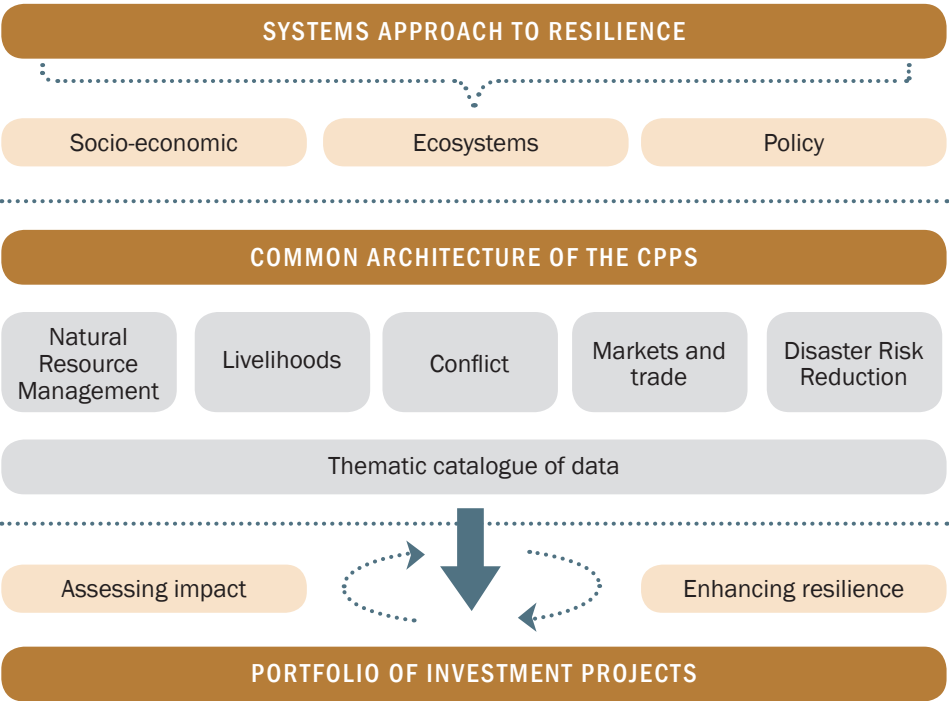 SYSTEMS APPROACH TO RESILIENCE
Socio-economic
Ecosystems
Policy
COMMON ARCHITECTURE OF THE CPPS
Natural
Resource
Management
Livelihoods
Conflict
Markets and
trade
Disaster Risk
Reduction
Thematic catalogue of data
Assessing impact
Enhancing resilience
PORTFOLIO OF INVESTMENT PROJECTS